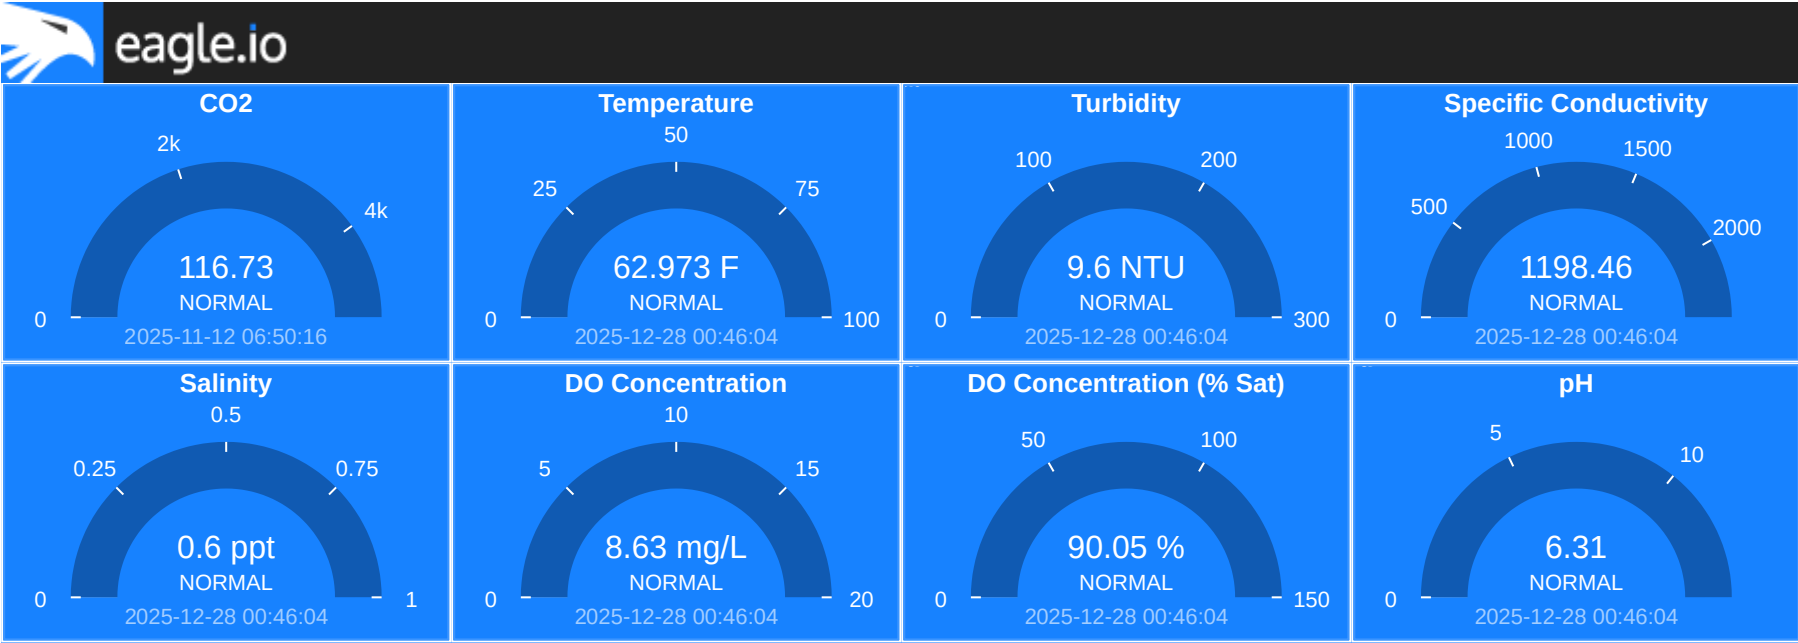 eagle.io
CO2
2k
4k
0
116.73
NORMAL
2025-11-12 06:50:16
Temperature
50
25
75
0
100
62.973 F
NORMAL
2025-12-28 00:46:04
Turbidity
100
200
0
300
9.6 NTU
NORMAL
2025-12-28 00:46:04
Specific Conductivity
1000
1500
500
2000
0
1198.46
NORMAL
2025-12-28 00:46:04
Salinity
0.5
0.25
0.75
0
1
0.6 ppt
NORMAL
2025-12-28 00:46:04
DO Concentration
10
5
15
0
20
8.63 mg/L
NORMAL
2025-12-28 00:46:04
DO Concentration (% Sat)
50
100
0
150
90.05 %
NORMAL
2025-12-28 00:46:04
pH
5
10
0
6.31
NORMAL
2025-12-28 00:46:04